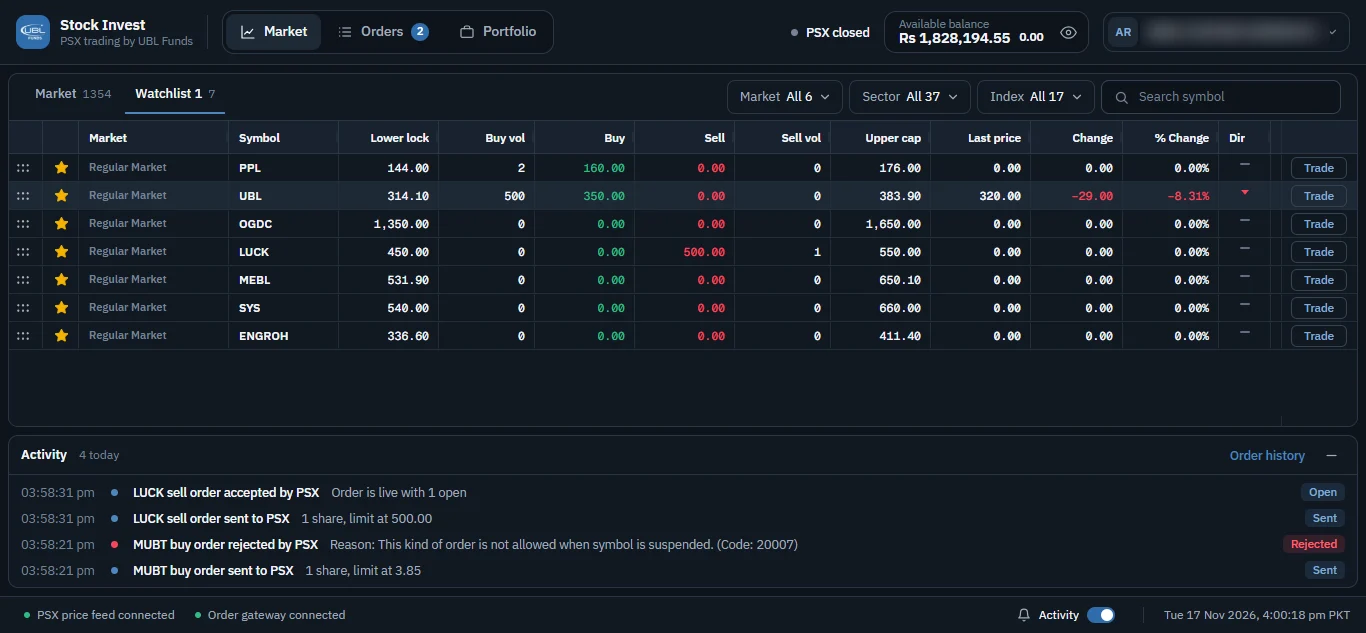 UBL FUNDS
Stock Invest
PSX trading by UBL Funds
Market
Orders 2
Portfolio
PSX closed
Available balance
Rs 1,828,194.55 0.00
AR
Market 1354 Watchlist 1 7
Market All 6
Sector All 37
Index All 17
Search symbol
Market Symbol Lower lock Buy vol Buy Sell Sell vol Upper cap Last price Change % Change Dir
Regular Market PPL 144.00 2 160.00 0.00 0 176.00 0.00 0.00 0.00% — Trade
Regular Market UBL 314.10 500 350.00 0.00 0 383.90 320.00 −29.00 −8.31% Trade
Regular Market OGDC 1,350.00 0 0.00 0.00 0 1,650.00 0.00 0.00 0.00% — Trade
Regular Market LUCK 450.00 0 0.00 500.00 1 550.00 0.00 0.00 0.00% — Trade
Regular Market MEBL 531.90 0 0.00 0.00 0 650.10 0.00 0.00 0.00% — Trade
Regular Market SYS 540.00 0 0.00 0.00 0 660.00 0.00 0.00 0.00% — Trade
Regular Market ENGROH 336.60 0 0.00 0.00 0 411.40 0.00 0.00 0.00% — Trade
Activity 4 today Order history
03:58:31 pm LUCK sell order accepted by PSX Order is live with 1 open Open
03:58:31 pm LUCK sell order sent to PSX 1 share, limit at 500.00 Sent
03:58:21 pm MUBT buy order rejected by PSX Reason: This kind of order is not allowed when symbol is suspended. (Code: 20007) Rejected
03:58:21 pm MUBT buy order sent to PSX 1 share, limit at 3.85 Sent
PSX price feed connected Order gateway connected Activity Tue 17 Nov 2026, 4:00:18 pm PKT